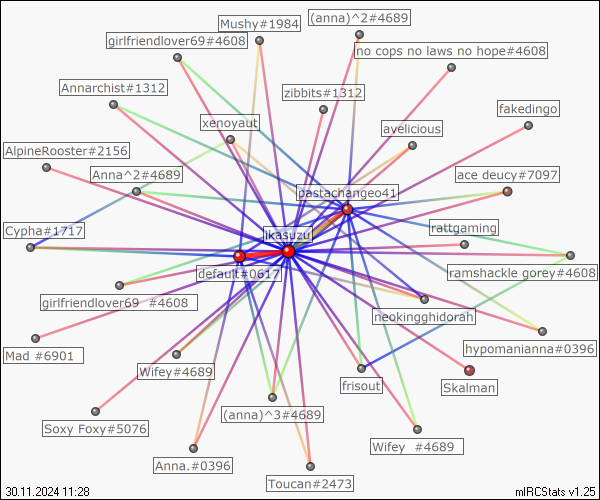 Mushy#1984
(anna)^2#4689
girlfriendlover69#4608
no cops no laws no hope#4608
Annarchist#1312
zibbits#1312
fakedingo
xenoyaut
avelicious
AlpineRooster#2156
Anna^2#4689
ace deucy#7097
pastachangeo41
Cypha#1717
ikasuzu
rattgaming
default#0617
ramshackle gorey#4608
girlfriendlover69 #4608
neokingghidorah
Mad #6901
hypomanianna#0396
Wifey#4689
frisout
Skalman
(anna)^3#4689
Soxy Foxy#5076
Wifey #4689
Anna.#0396
Toucan#2473
30.11.2024 11:28
mIRCStats v1.25